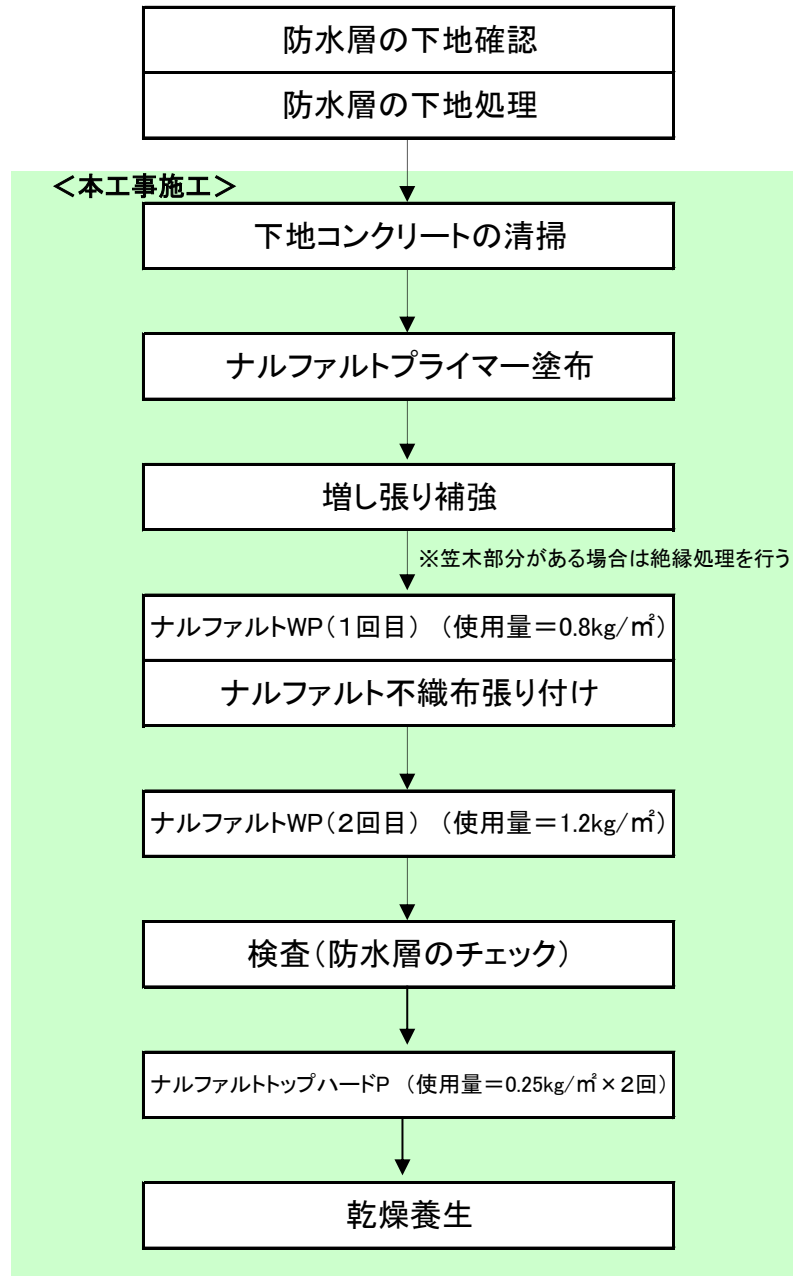 防水層の下地確認
防水層の下地処理
＜本工事施工＞
下地コンクリートの清掃
ナルファルトプライマー塗布
増し張り補強
※笠木部分がある場合は絶縁処理を行う
ナルファルトWP（１回目）　（使用量＝0.8kg/㎡）
ナルファルト不織布張り付け
ナルファルトWP（２回目）　（使用量＝1.2kg/㎡）
検査（防水層のチェック）
ナルファルトトップハードP　（使用量＝0.25kg/㎡×２回）
乾燥養生